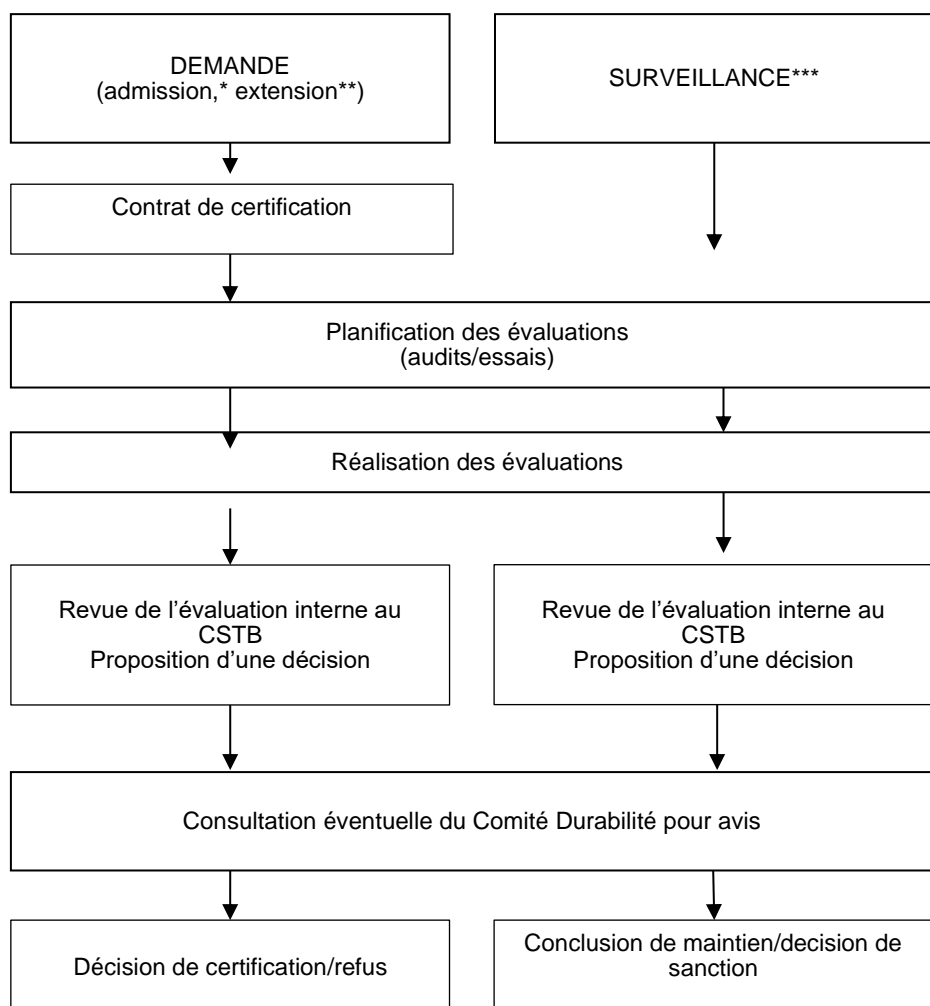 DEMANDE
(admission,* extension**)
SURVEILLANCE***
Contrat de certification
Planification des évaluations
(audits/essais)
Réalisation des évaluations
Revue de l’évaluation interne au
CSTB
Proposition d’une décision
Revue de l’évaluation interne au
CSTB
Proposition d’une décision
Consultation éventuelle du Comité Durabilité pour avis
Décision de certification/refus
Conclusion de maintien/decision de
sanction